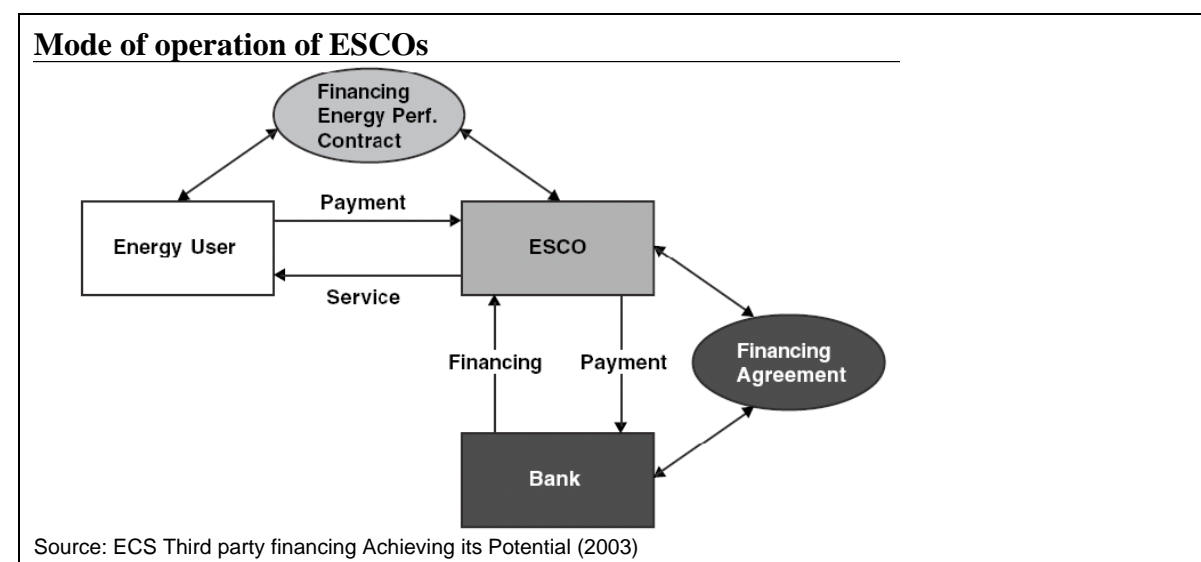 Mode of operation of ESCOs
Financing
Energy Perf.
Contract
Payment
Energy User
ESCO
Service
Financing
Payment
Financing
Agreement
Bank
Source: ECS Third party financing Achieving its Potential (2003)